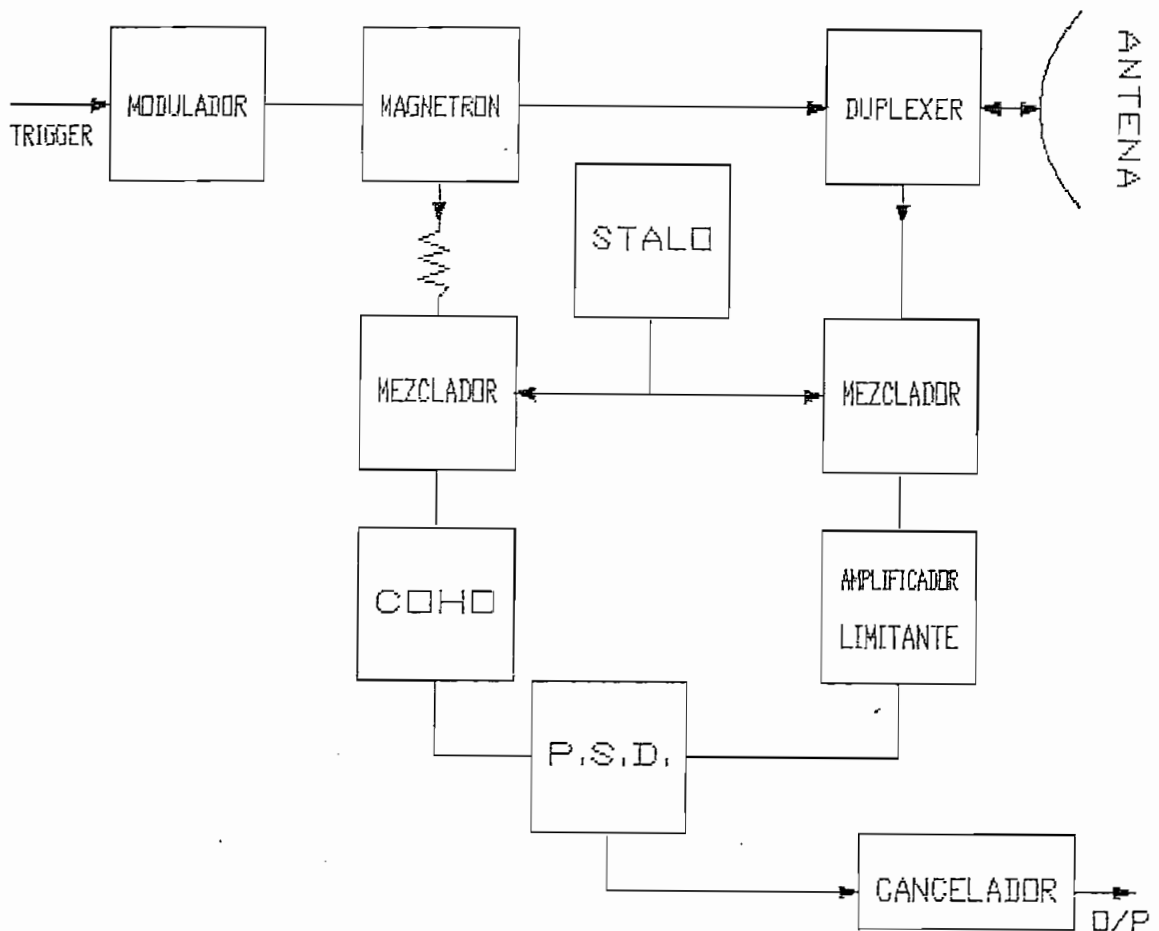 MODULADOR
MAGNETRON
DUPLEXER
ANTENA
TRIGGER
STALO
MEZCLADOR
MEZCLADOR
COHO
AMPLIFICADOR
LIMITANTE
P.S.D.
CANCELADOR
O/P